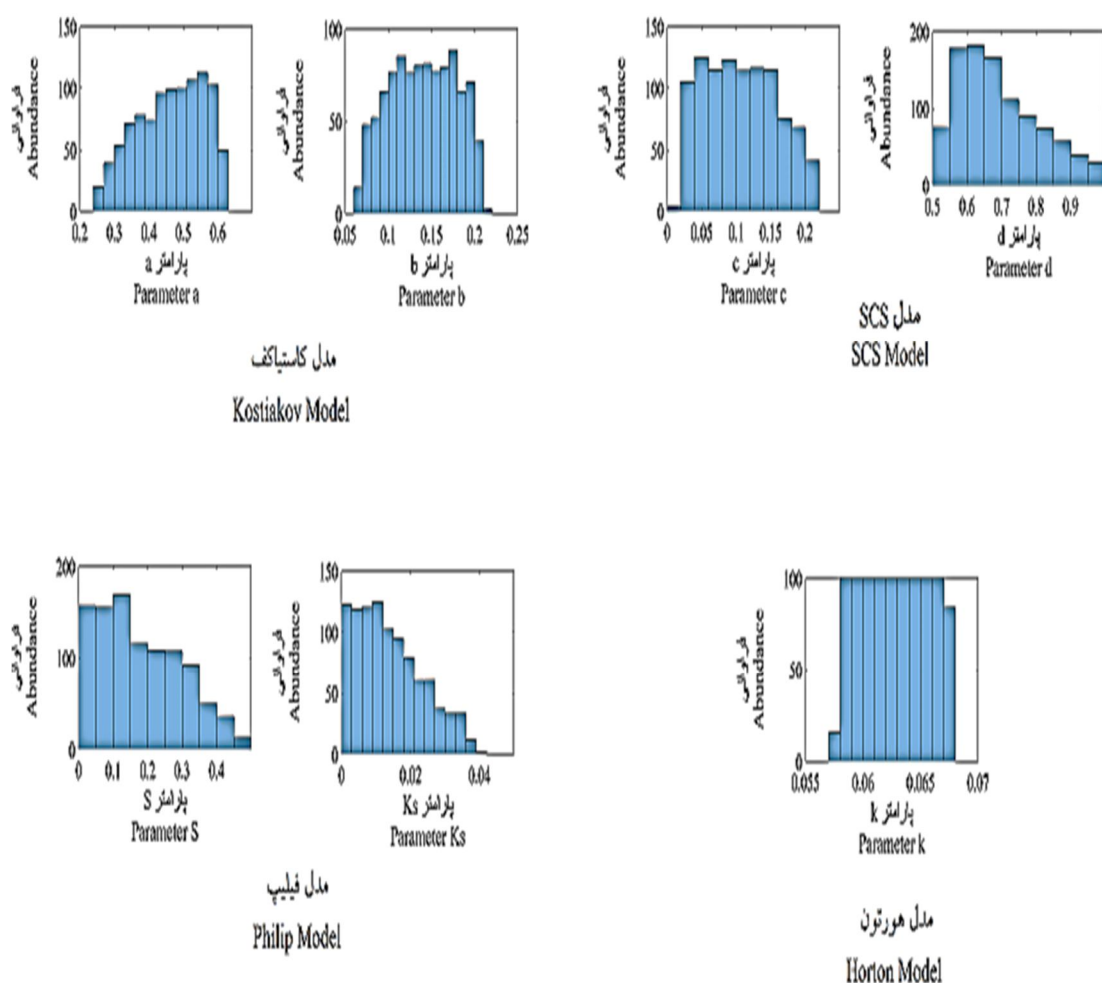 150
100
50
0
0.2 0.3 0.4 0.5 0.6
فراوانی
Abundance
پارامتر a
Parameter a
100
50
0
0.05 0.1 0.15 0.2 0.25
پارامتر b
Parameter b
مدل کاستیاکف
Kostiakov Model
150
100
50
0
0 0.05 0.1 0.15 0.2
فراوانی
Abundance
پارامتر c
Parameter c
200
100
0
0.5 0.6 0.7 0.8 0.9
فراوانی
Abundance
پارامتر d
Parameter d
مدل SCS
SCS Model
200
100
0
0 0.1 0.2 0.3 0.4
فراوانی
Abundance
پارامتر S
Parameter S
150
100
50
0
0 0.02 0.04
فراوانی
Abundance
پارامتر Ks
Parameter Ks
مدل فیلیپ
Philip Model
100
50
0
0.055 0.06 0.065 0.07
فراوانی
Abundance
پارامتر k
Parameter k
مدل هورتون
Horton Model